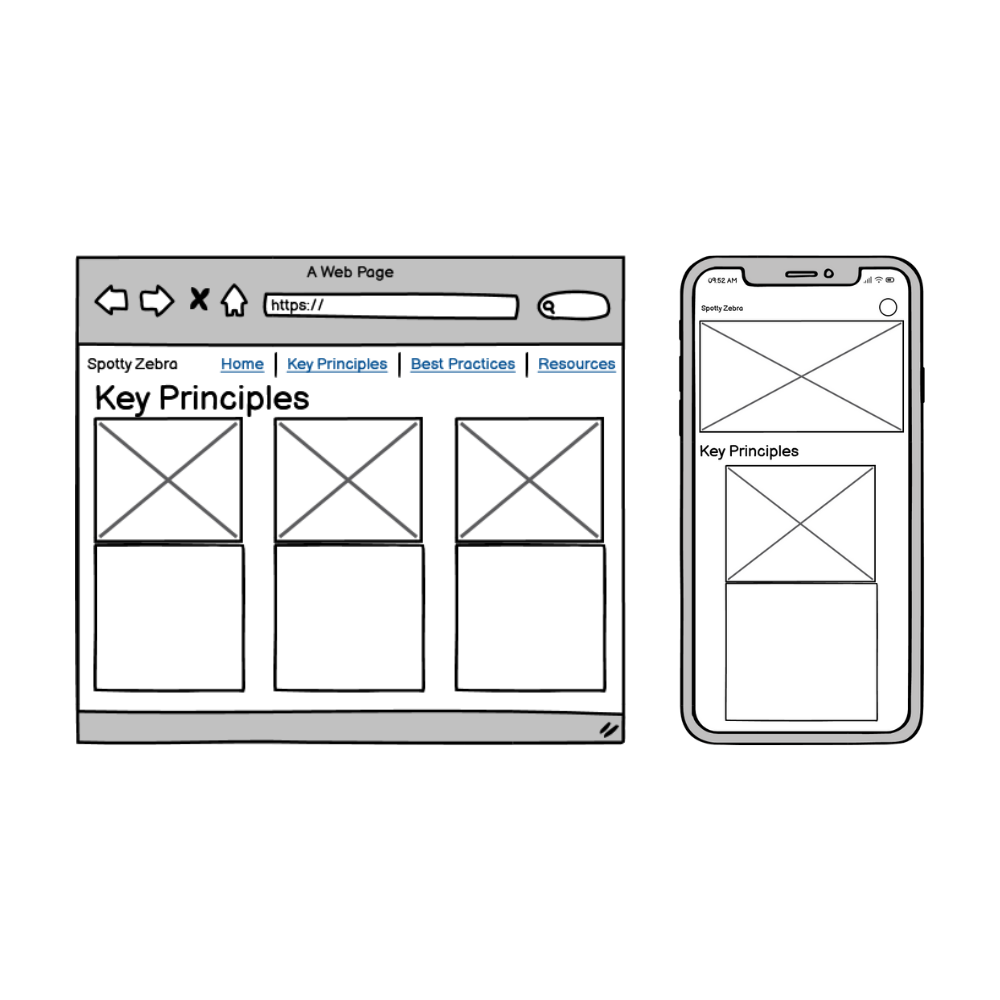 A Web Page
https://
Spotty Zebra Home Key Principles Best Practices Resources
Key Principles
09:52 AM
Spotty Zebra
Key Principles